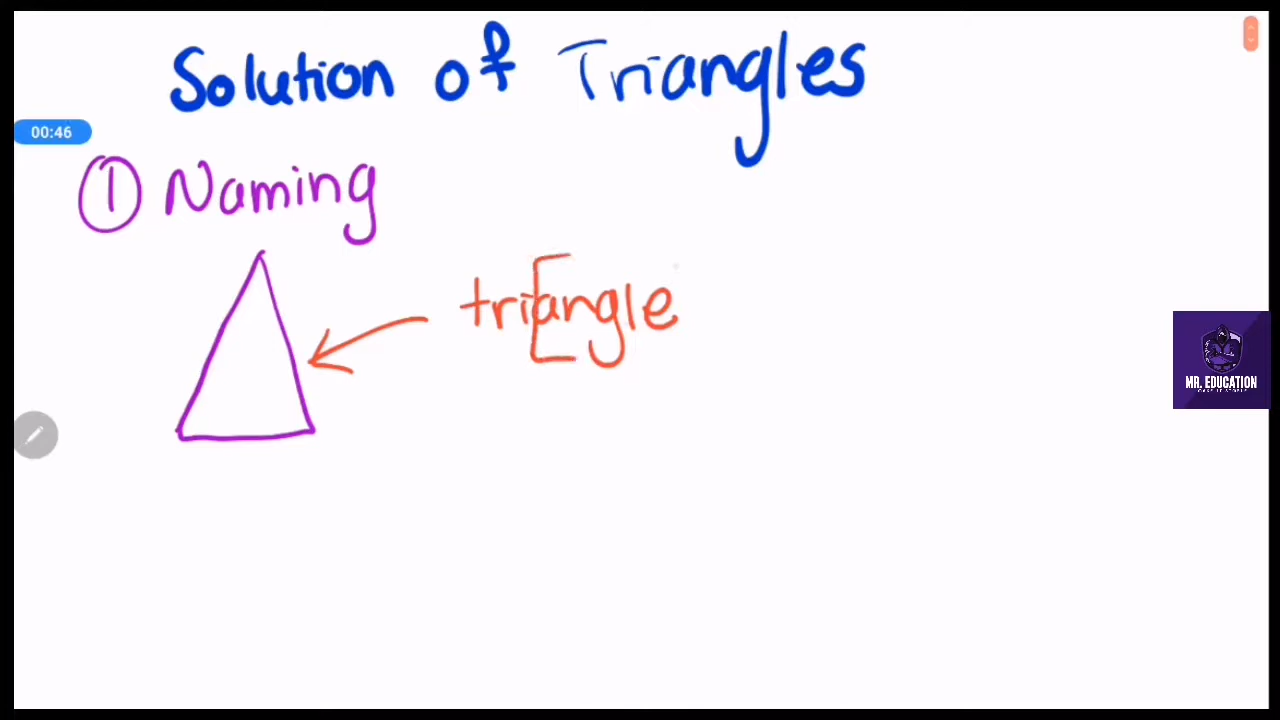 Solution of Triangles
00:46
① Naming
triangle
MR. EDUCATION